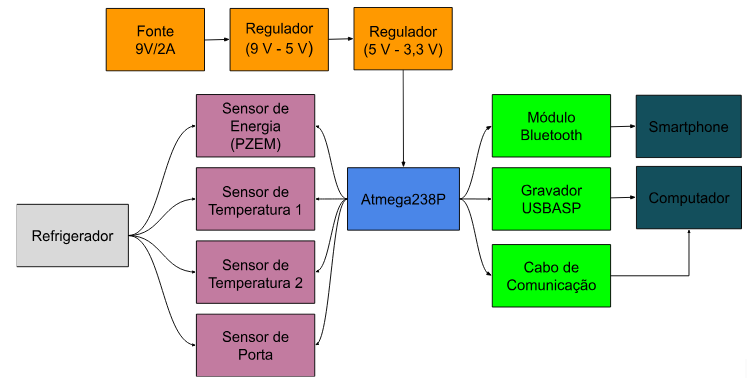 Fonte
9V/2A
Regulador
(9 V - 5 V)
Regulador
(5 V - 3,3 V)
Sensor de
Energia
(PZEM)
Módulo
Bluetooth
Smartphone
Sensor de
Temperatura 1
Atmega238P
Gravador
USBASP
Computador
Refrigerador
Sensor de
Temperatura 2
Cabo de
Comunicação
Sensor de
Porta